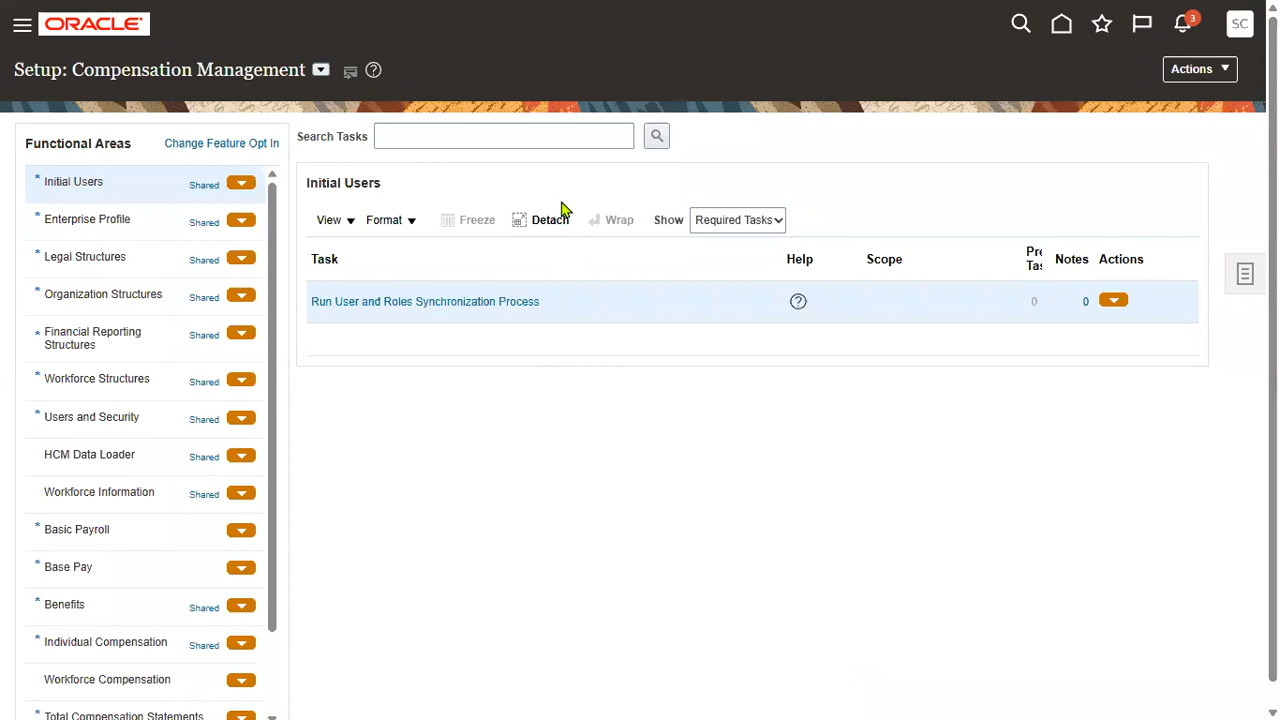 ORACLE
3
SC
Setup: Compensation Management
Actions
Functional Areas
Change Feature Opt In
* Initial Users Shared
* Enterprise Profile Shared
* Legal Structures Shared
* Organization Structures Shared
* Financial Reporting
Structures Shared
* Workforce Structures Shared
* Users and Security Shared
HCM Data Loader Shared
Workforce Information Shared
* Basic Payroll
* Base Pay
* Benefits Shared
* Individual Compensation Shared
Workforce Compensation
* Total Compensation Statements
Search Tasks
Initial Users
View Format Freeze Detach Wrap Show Required Tasks
Task Help Scope Pre Notes Actions
Tas
Run User and Roles Synchronization Process ? 0 0